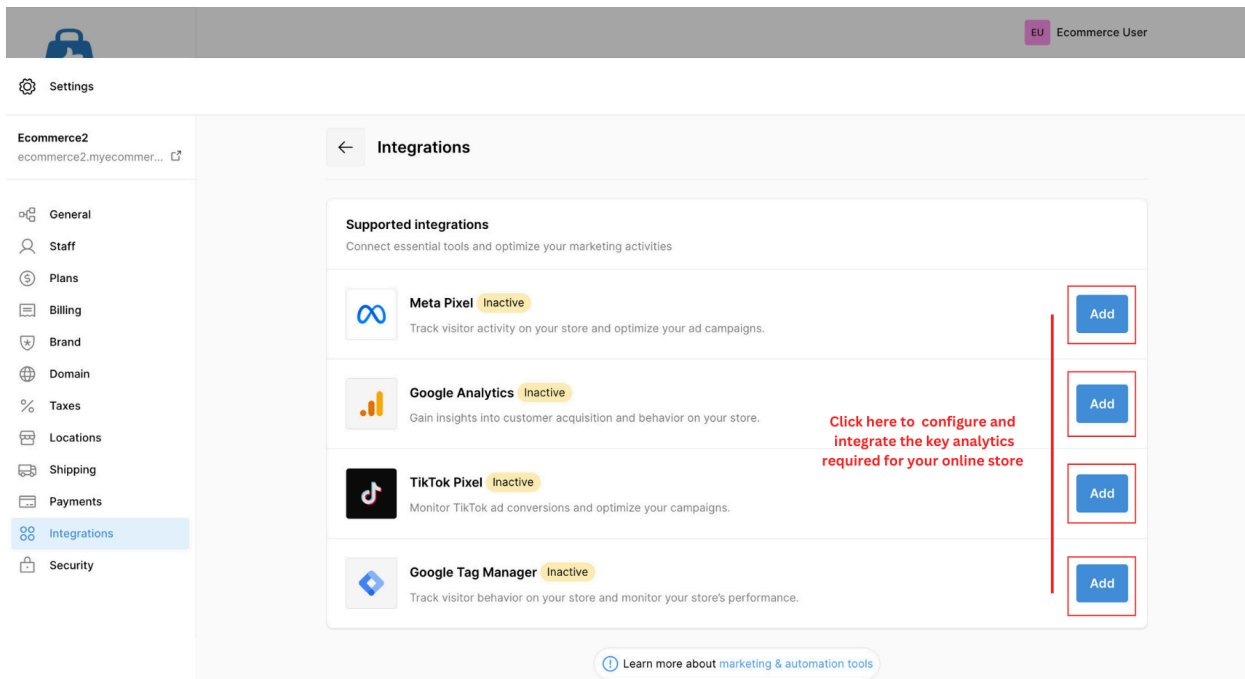 EU Ecommerce User
Settings
Ecommerce2
ecommerce2.myecommer...
Integrations
General
Staff
Plans
Billing
Brand
Domain
Taxes
Locations
Shipping
Payments
Integrations
Security
Supported integrations
Connect essential tools and optimize your marketing activities
Meta Pixel Inactive
Track visitor activity on your store and optimize your ad campaigns.
Add
Google Analytics Inactive
Gain insights into customer acquisition and behavior on your store.
Add
Click here to configure and
integrate the key analytics
required for your online store
TikTok Pixel Inactive
Monitor TikTok ad conversions and optimize your campaigns.
Add
Google Tag Manager Inactive
Track visitor behavior on your store and monitor your store's performance.
Add
Learn more about marketing & automation tools